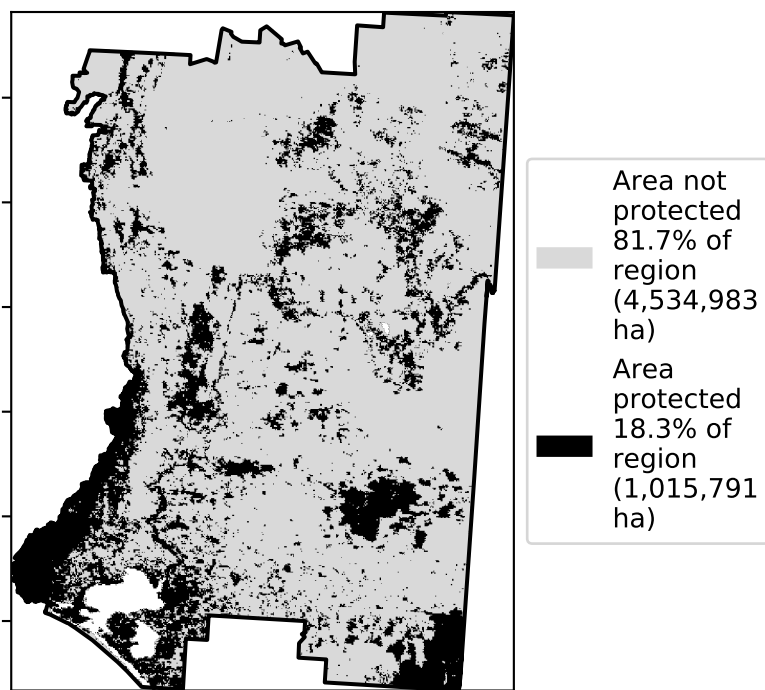 Area not
protected
81.7% of
region
(4,534,983
ha)
Area
protected
18.3% of
region
(1,015,791
ha)